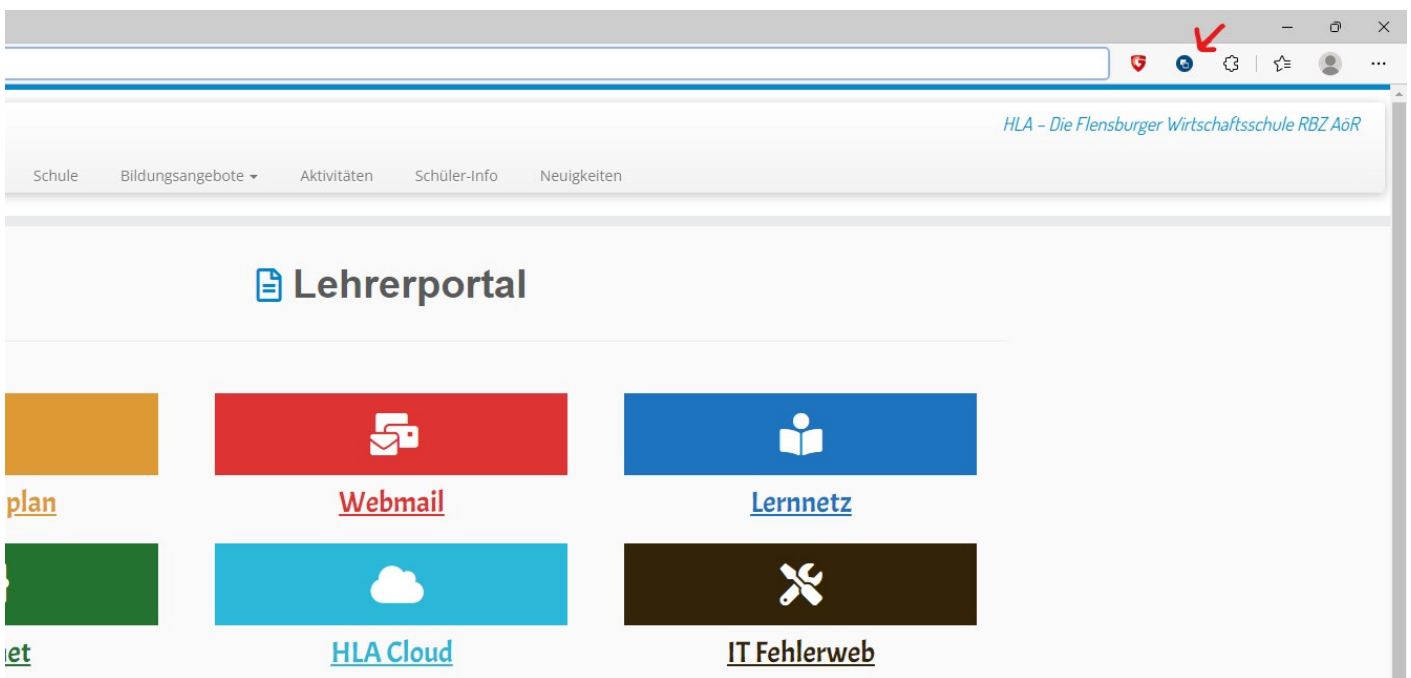 HLA – Die Flensburger Wirtschaftsschule RBZ AöR
Schule Bildungsangebote Aktivitäten Schüler-Info Neuigkeiten
Lehrerportal
plan Webmail Lernnetz
et HLA Cloud IT Fehlerweb